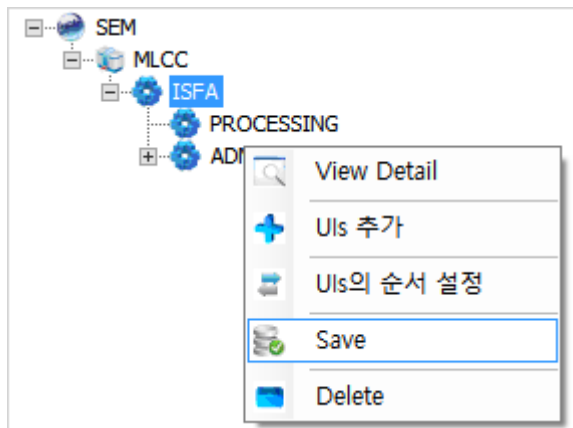 SEM
MLCC
ISFA
PROCESSING
View Detail
UIs 추가
UIs의 순서 설정
Save
Delete